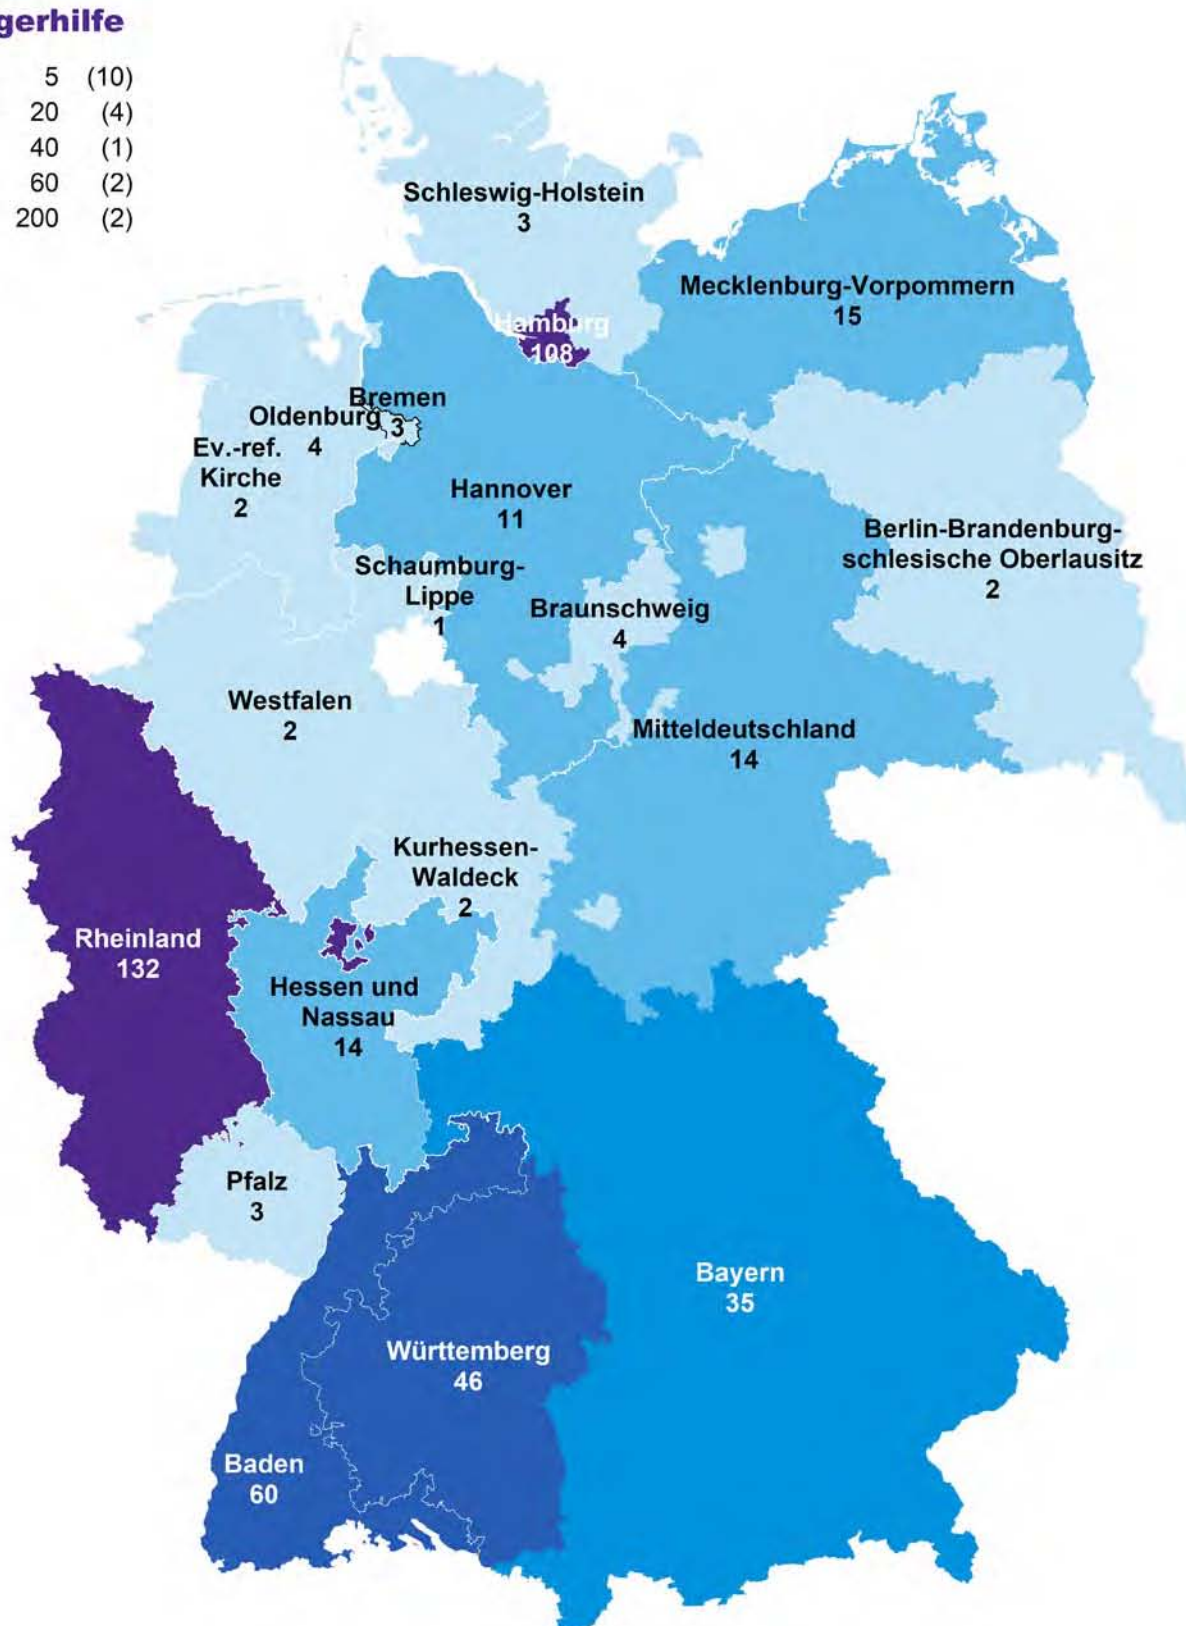 gerhilfe
5 (10)
20 (4)
40 (1)
60 (2)
200 (2)
Schleswig-Holstein
3
Mecklenburg-Vorpommern
15
Hamburg
108
Bremen
3
Oldenburg
4
Ev.-ref.
Kirche
2
Hannover
11
Berlin-Brandenburg-
schlesische Oberlausitz
2
Schaumburg-
Lippe
1
Braunschweig
4
Westfalen
2
Mitteldeutschland
14
Kurhessen-
Waldeck
2
Rheinland
132
Hessen und
Nassau
14
Pfalz
3
Bayern
35
Württemberg
46
Baden
60